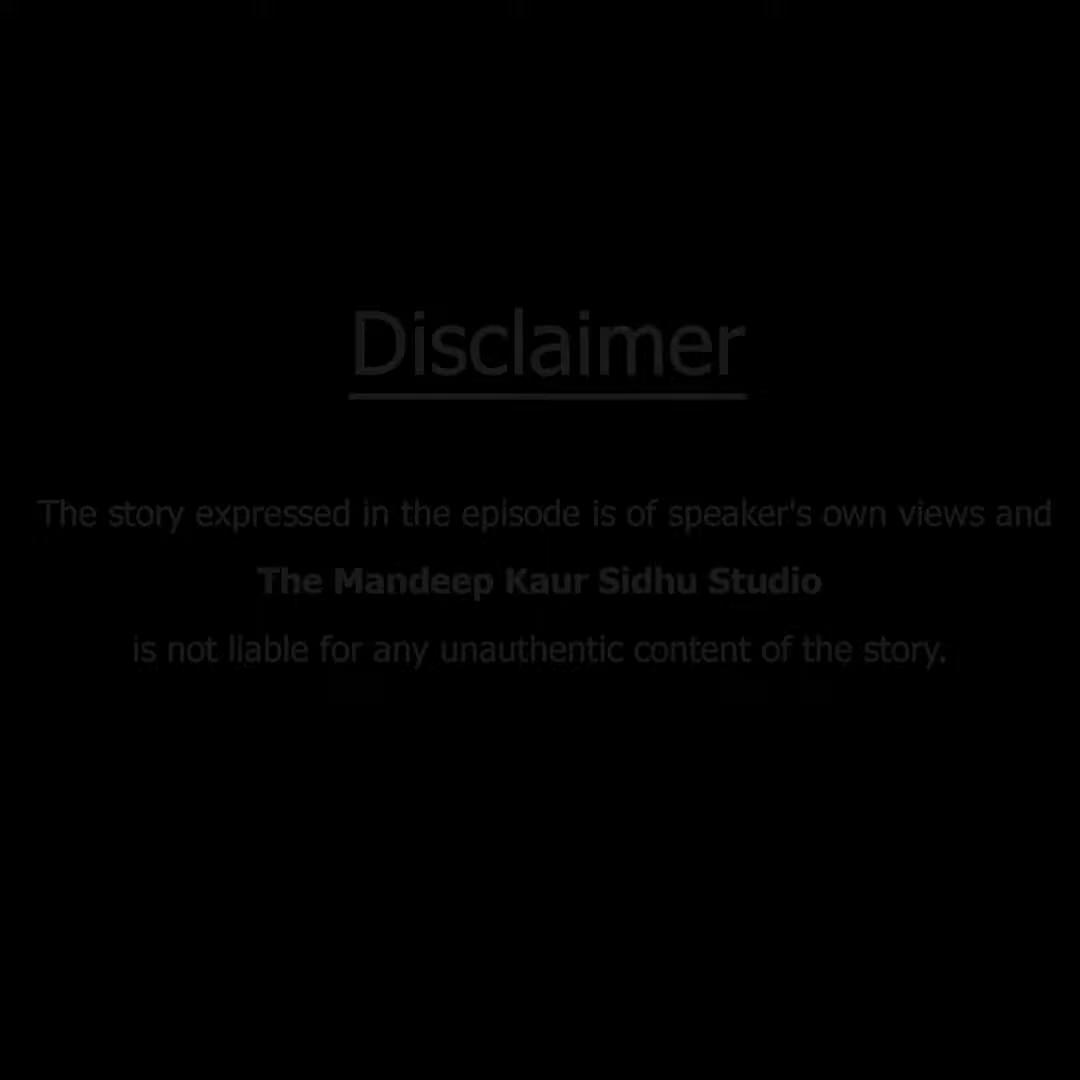 Disclaimer
The story expressed in the episode is of speaker's own views and
The Mandeep Kaur Sidhu Studio
is not liable for any unauthentic content of the story.